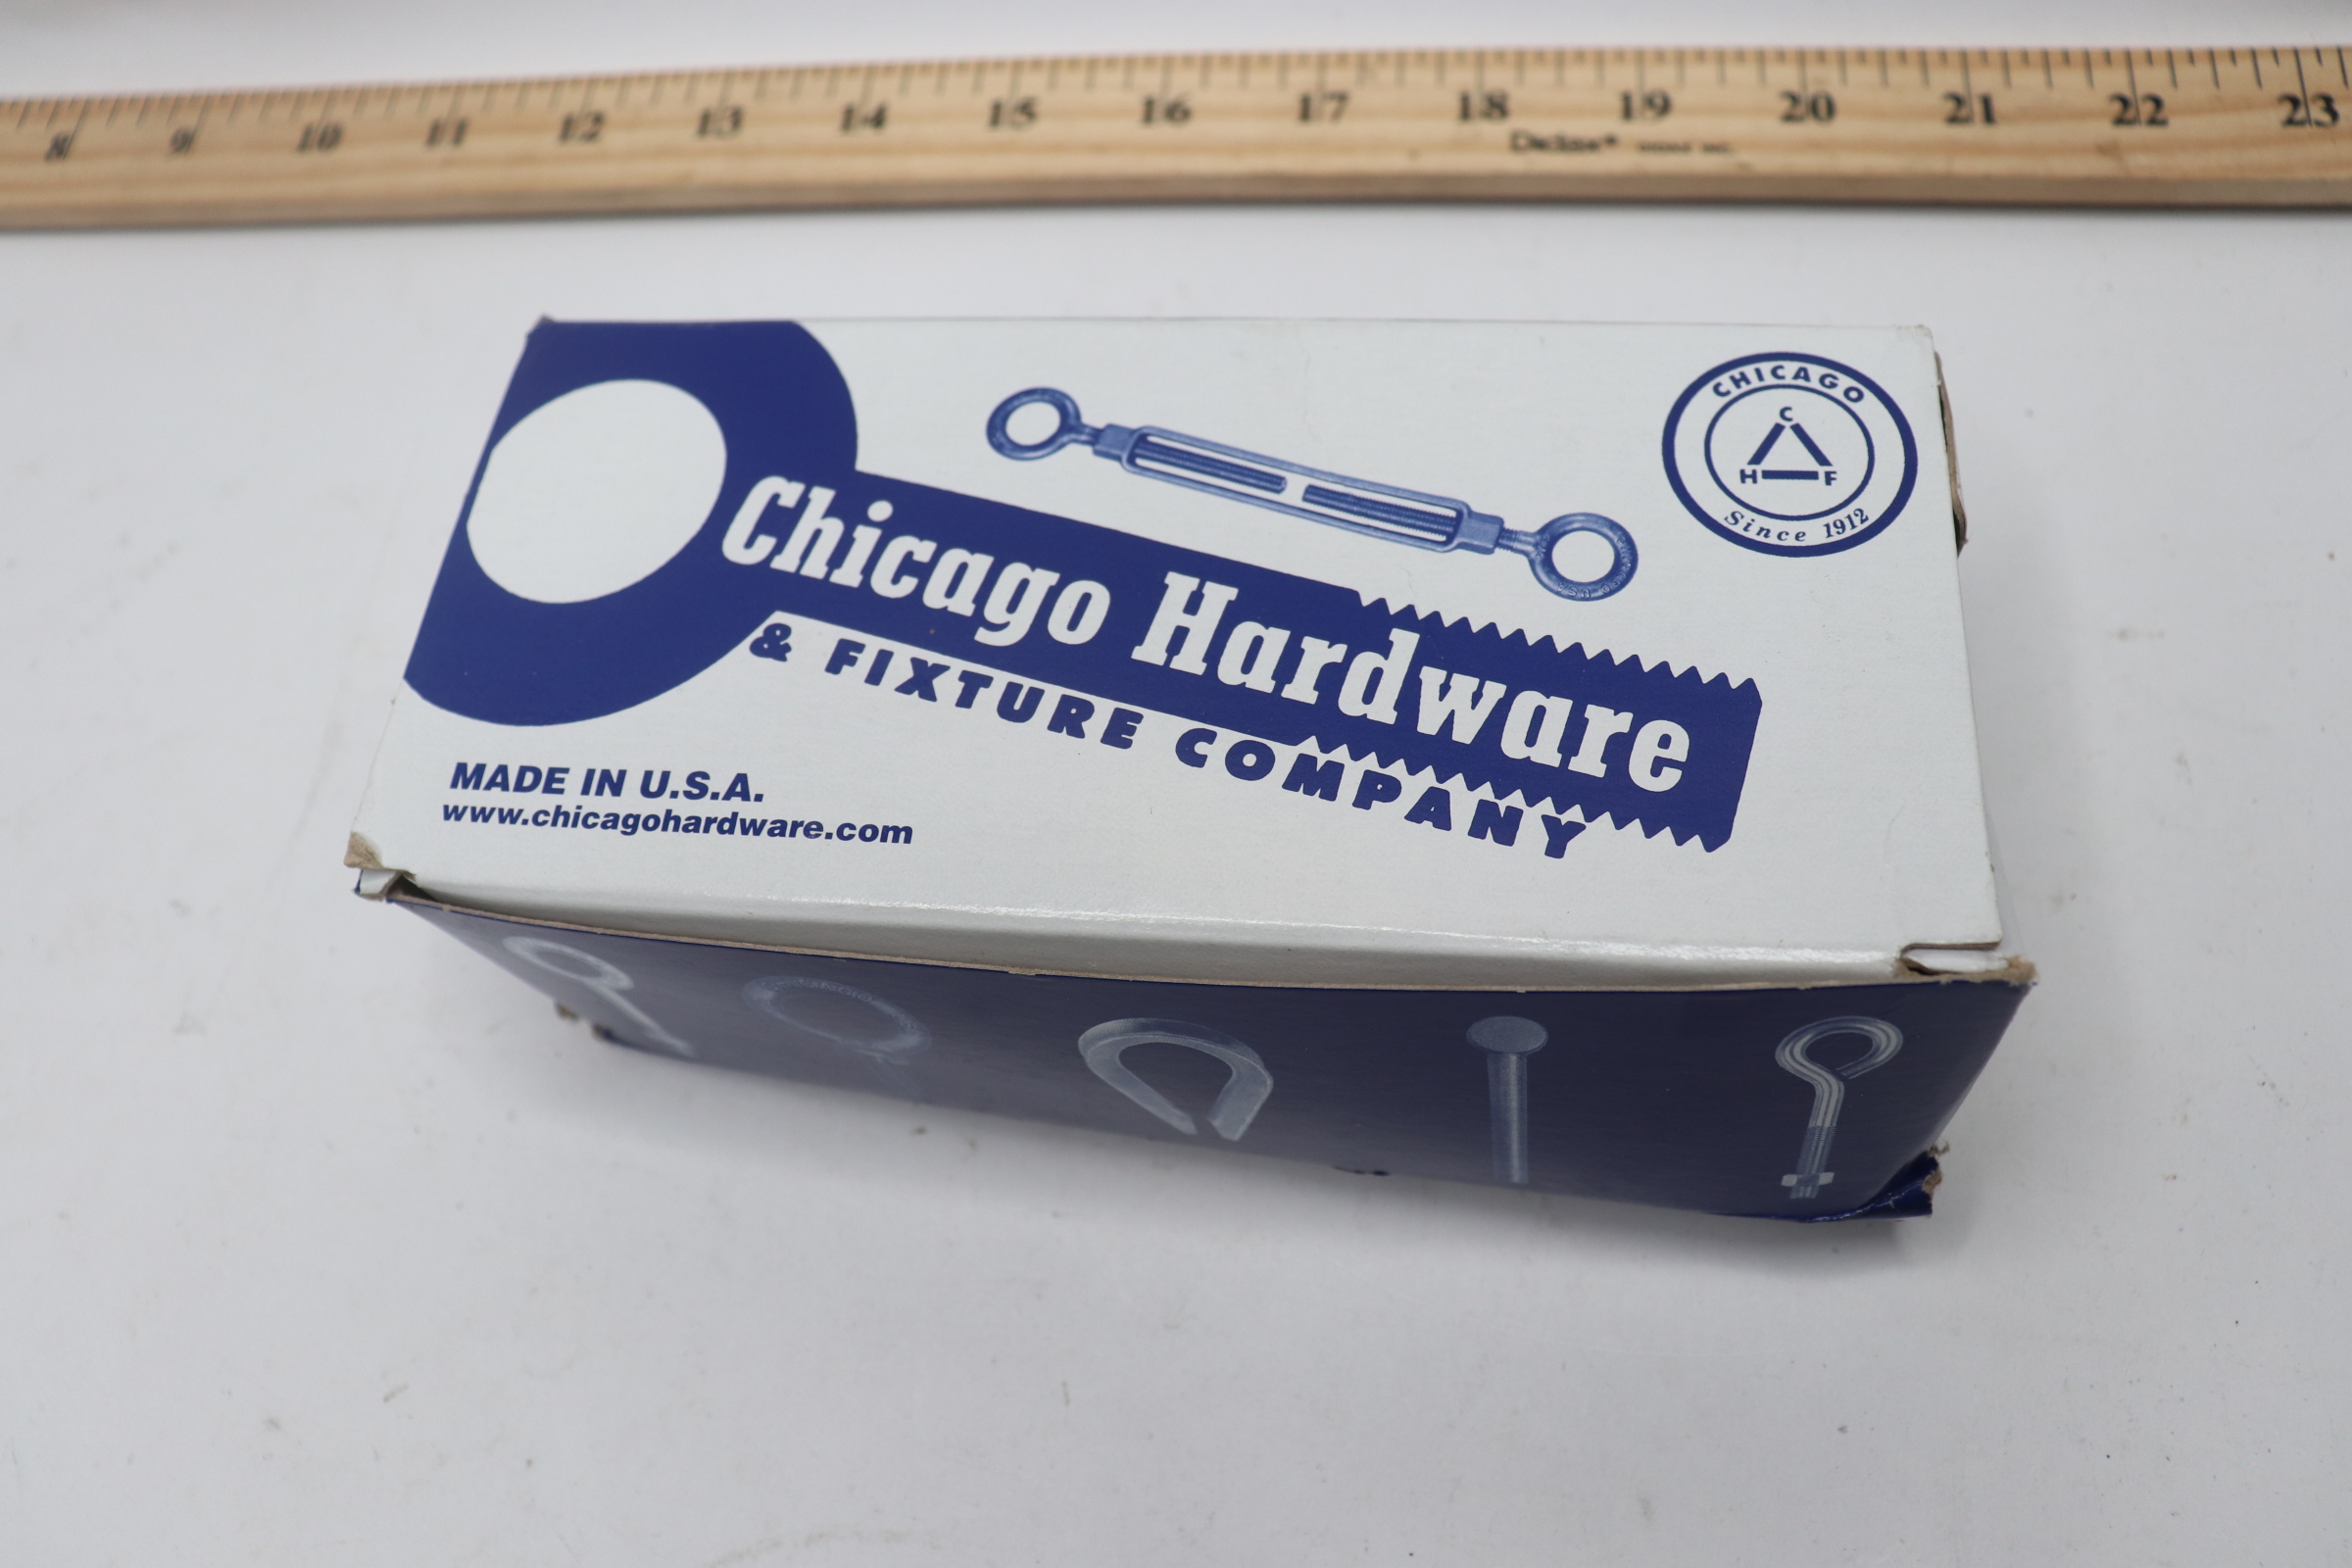 8 9 10 11 12 13 14 15 16 17 18 19 20 21 22 23
CHICAGO
C
H F
Since 1912
Chicago Hardware
& FIXTURE COMPANY
MADE IN U.S.A.
www.chicagohardware.com